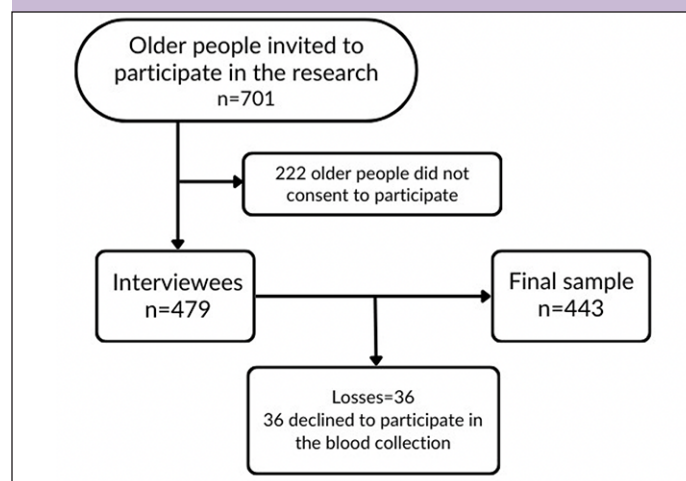 Older people invited to
participate in the research
n=701
222 older people did not
consent to participate
Interviewees
n=479
Final sample
n=443
Losses=36
36 declined to participate in
the blood collection